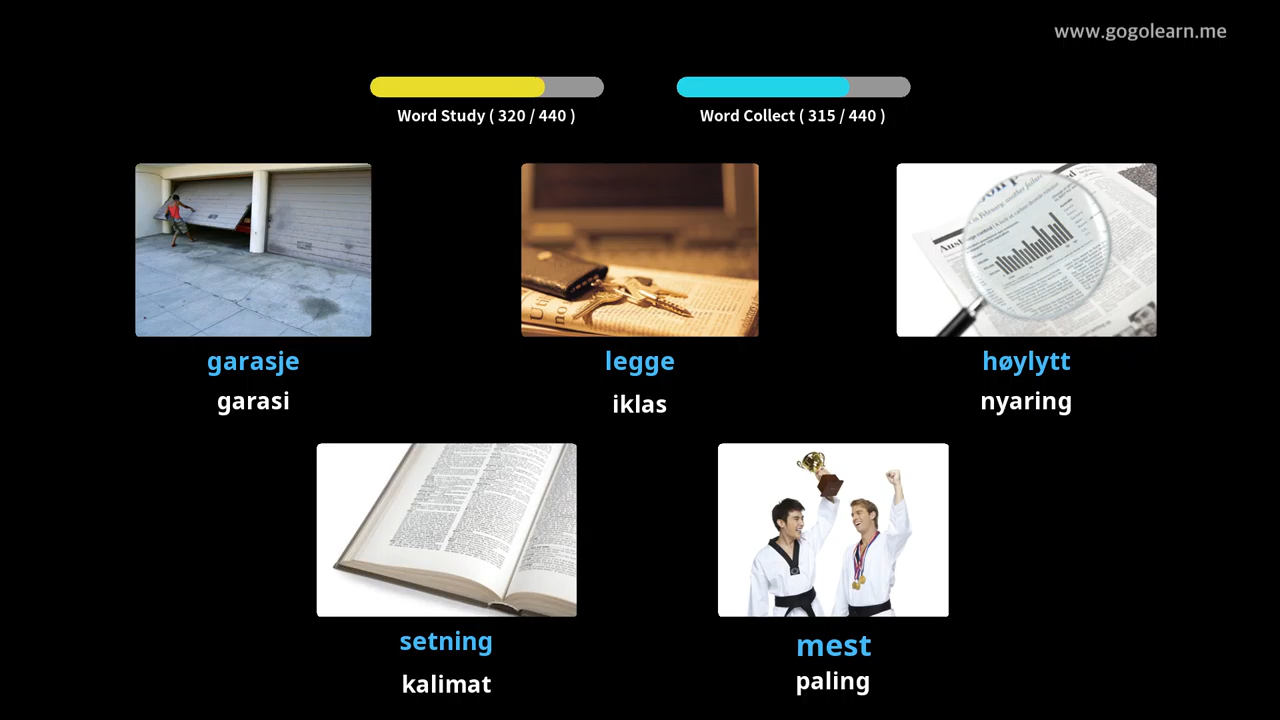 www.gogolearn.me
Word Study ( 320 / 440 )
Word Collect ( 315 / 440 )
garasje
garasi
legge
iklas
høylytt
nyaring
setning
kalimat
mest
paling